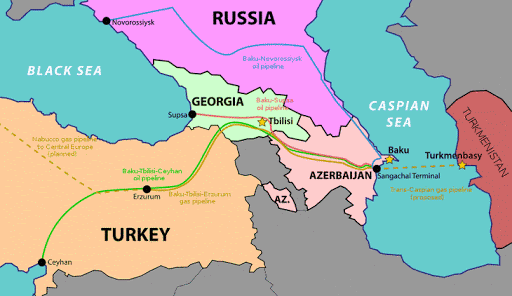 RUSSIA
Novorossiysk
BLACK SEA
Baku-Novorossiysk
oil pipeline
GEORGIA
Baku-Supsa
oil pipeline
Supsa
Tbilisi
CASPIAN
SEA
TURKMENISTAN
Nabucco gas pipeline
to Central Europe
(planned)
Baku
Turkmenbasy
Baku-Tbilisi-Ceyhan
oil pipeline
AZERBAIJAN
Sangachal Terminal
Erzurum
Baku-Tbilisi-Erzurum
gas pipeline
AZ.
Trans-Caspian gas pipeline
(proposed)
TURKEY
Ceyhan